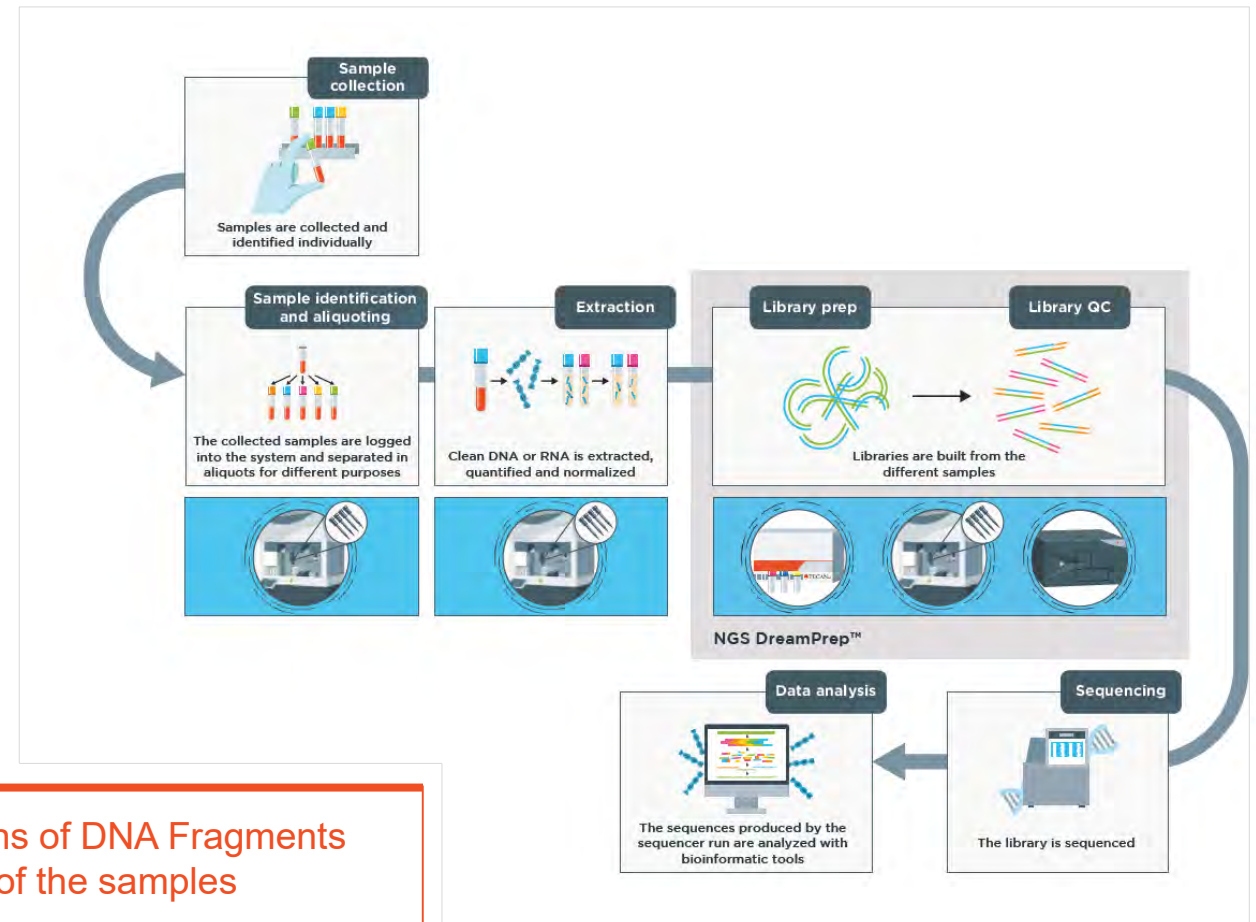 Sample
collection
Samples are collected and
identified individually
Sample identification
and aliquoting
The collected samples are logged
into the system and separated in
aliquots for different purposes
Extraction
Clean DNA or RNA is extracted,
quantified and normalized
Library prep
Library QC
Libraries are built from the
different samples
TECAN
NGS DreamPrep™
Data analysis
The sequences produced by the
sequencer run are analyzed with
bioinformatic tools
Sequencing
The library is sequenced
of DNA Fragments
of the samples